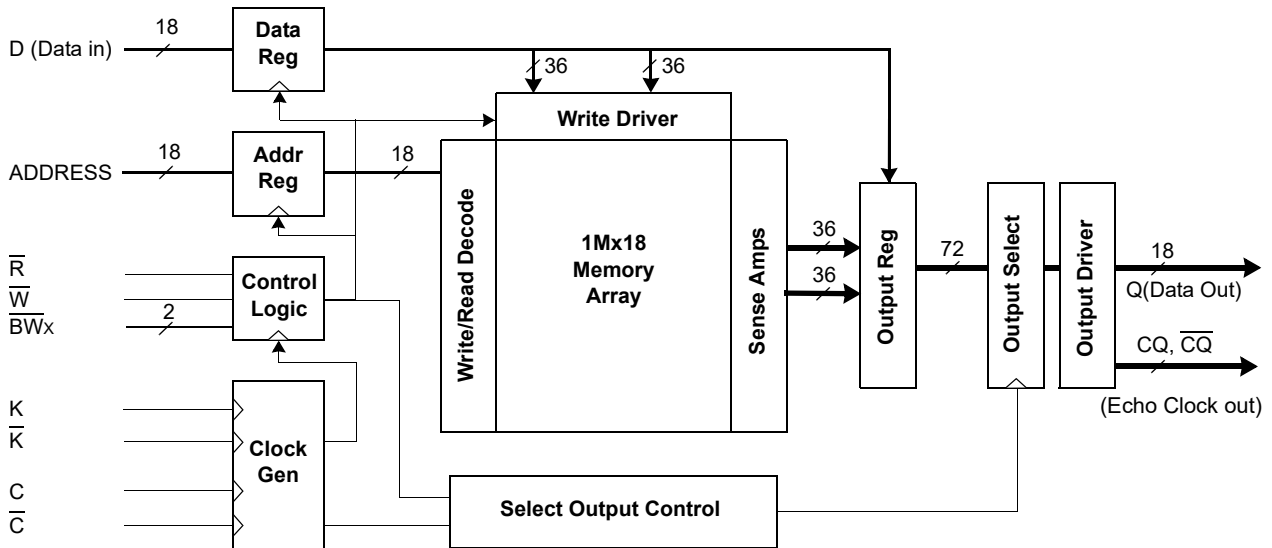 D (Data in)
18
Data
Reg
36
36
Write Driver
ADDRESS
18
Addr
Reg
18
Write/Read Decode
1Mx18
Memory
Array
Sense Amps
36
36
Output Reg
72
Output Select
Output Driver
18
Q(Data Out)
CQ, C̅Q̅
(Echo Clock out)
R̅
W̅
B̅W̅x
2
Control
Logic
K
K̅
C
C̅
Clock
Gen
Select Output Control